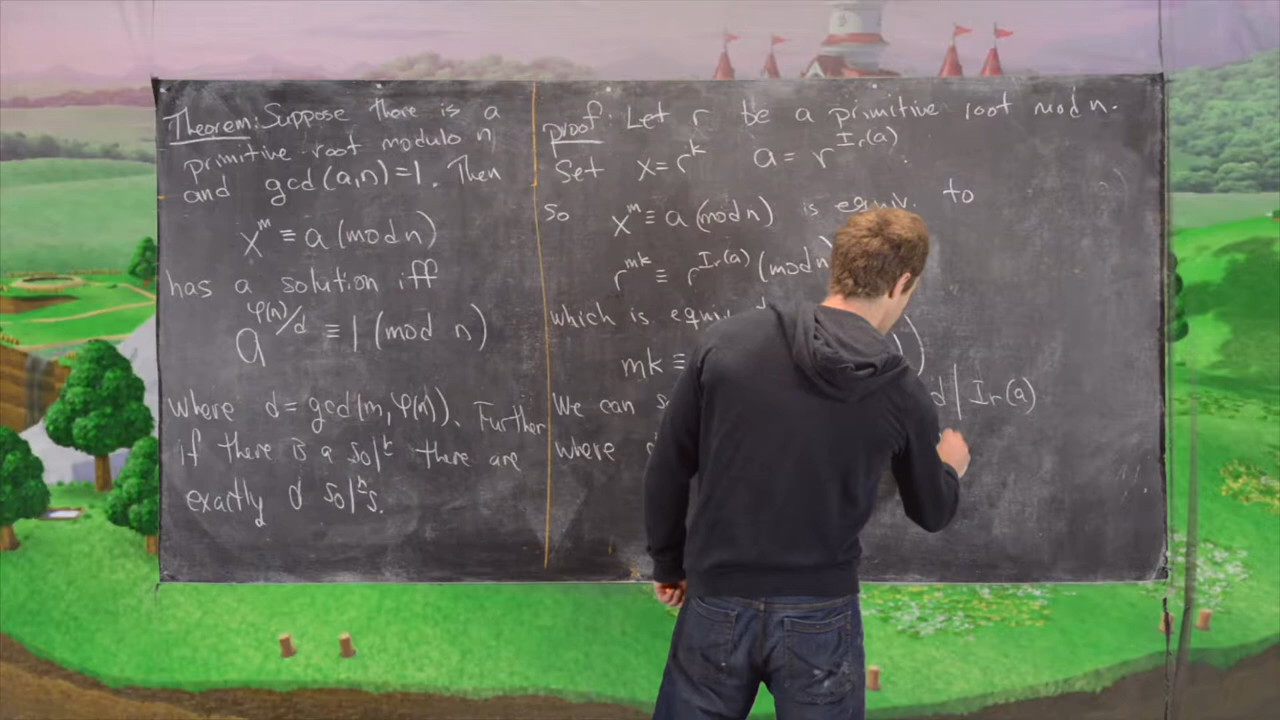 Theorem: Suppose there is a
primitive root modulo n,
and gcd(a,n)=1. Then
x^m ≡ a (mod n)
has a solution iff
a^{φ(n)/d} ≡ 1 (mod n)
where d = gcd(m, φ(n)). Further
if there is a sol^n there are
exactly d sol^ns.
proof: Let r be a primitive root mod n.
Set x = r^k a = r^{Ir(a)}.
So x^m ≡ a (mod n) is equiv. to
r^{mk} ≡ r^{Ir(a)} (mod n
which is equiv
mk ≡ )
We can d | Ir(a)
where